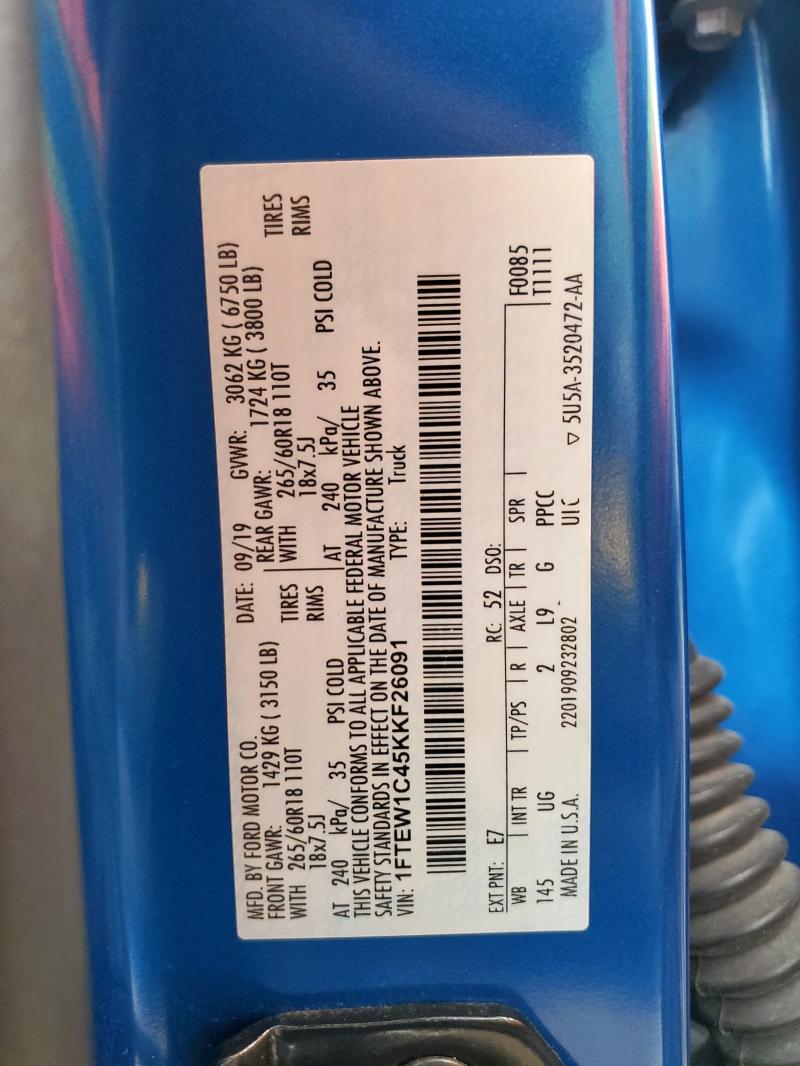 MFD. BY FORD MOTOR CO.
DATE: 09/19 GVWR: 3062 KG ( 6750 LB)
FRONT GAWR: 1429 KG ( 3150 LB) REAR GAWR: 1724 KG ( 3800 LB)
WITH 265/60R18 110T TIRES WITH 265/60R18 110T TIRES
18x7.5J RIMS 18x7.5J RIMS
AT 240 kPa/ 35 PSI COLD AT 240 kPa/ 35 PSI COLD
THIS VEHICLE CONFORMS TO ALL APPLICABLE FEDERAL MOTOR VEHICLE
SAFETY STANDARDS IN EFFECT ON THE DATE OF MANUFACTURE SHOWN ABOVE.
VIN: 1FTEW1C45KKF26091 TYPE: Truck
EXT PNT: E7 RC: 52 DSO:
WB INT TR TP/PS R AXLE TR SPR F0085
145 UG 2 L9 G PPCC T1111
MADE IN U.S.A. 2201909232802 UIC ▽ 5U5A-3520472-AA